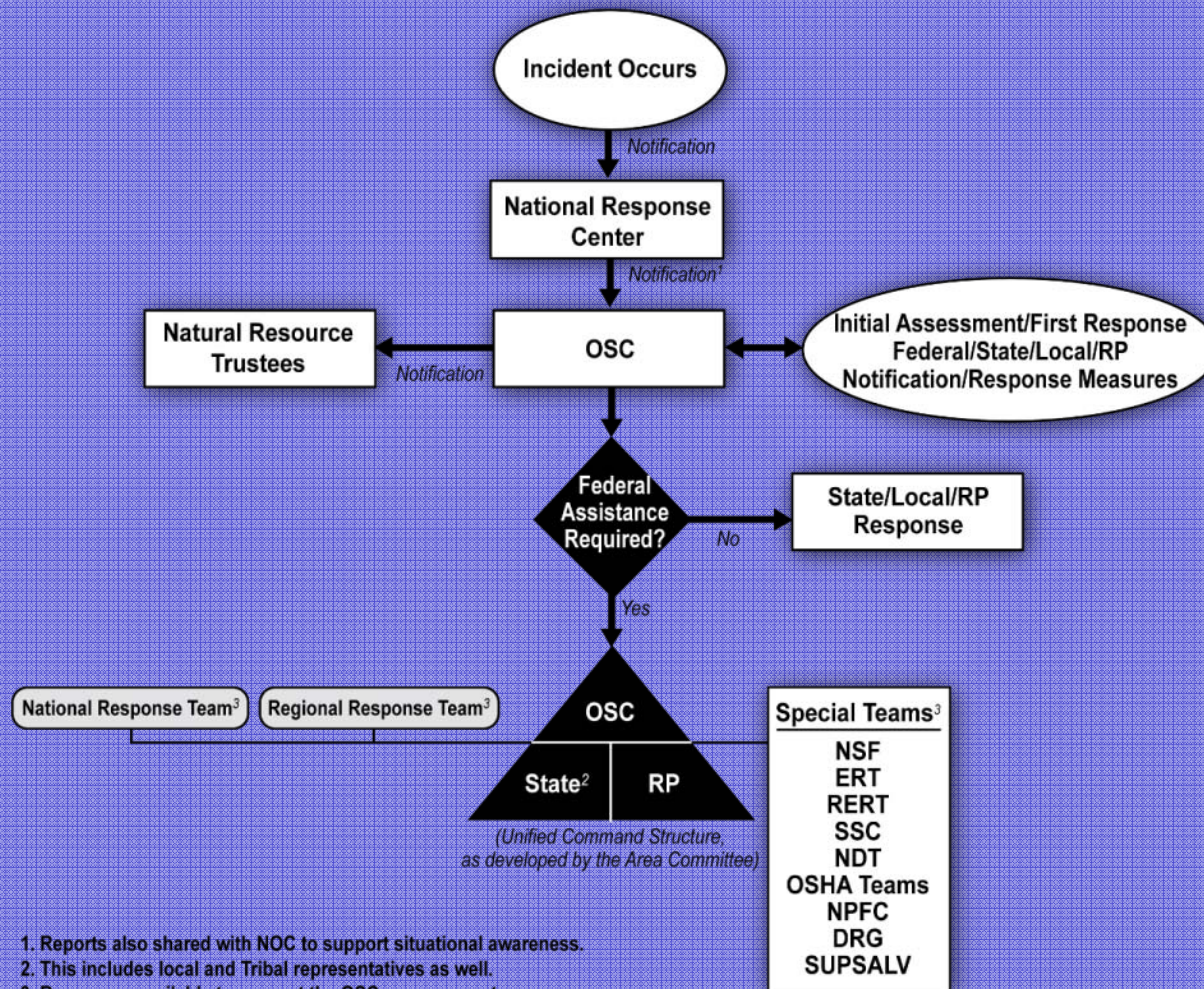 Incident Occurs
Notification
National Response
Center
Notification¹
Natural Resource
Trustees
Notification
OSC
Initial Assessment/First Response
Federal/State/Local/RP
Notification/Response Measures
Federal
Assistance
Required?
No
State/Local/RP
Response
Yes
National Response Team³
Regional Response Team³
OSC
State²
RP
(Unified Command Structure,
as developed by the Area Committee)
Special Teams³
NSF
ERT
RERT
SSC
NDT
OSHA Teams
NPFC
DRG
SUPSALV
1. Reports also shared with NOC to support situational awareness.
2. This includes local and Tribal representatives as well.